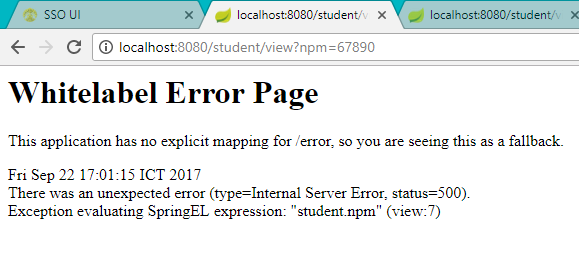 SSO UI
localhost:8080/student/v
localhost:8080/student/v
localhost:8080/student/view?npm=67890
Whitelabel Error Page
This application has no explicit mapping for /error, so you are seeing this as a fallback.
Fri Sep 22 17:01:15 ICT 2017
There was an unexpected error (type=Internal Server Error, status=500).
Exception evaluating SpringEL expression: "student.npm" (view:7)